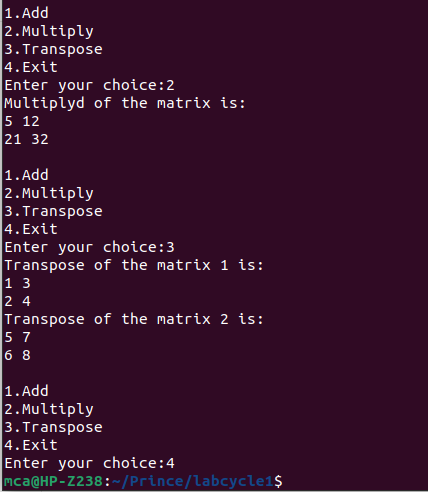 1.Add
2.Multiply
3.Transpose
4.Exit
Enter your choice:2
Multiplyd of the matrix is:
5 12
21 32
1.Add
2.Multiply
3.Transpose
4.Exit
Enter your choice:3
Transpose of the matrix 1 is:
1 3
2 4
Transpose of the matrix 2 is:
5 7
6 8
1.Add
2.Multiply
3.Transpose
4.Exit
Enter your choice:4
mca@HP-Z238:~/Prince/labcycle1$